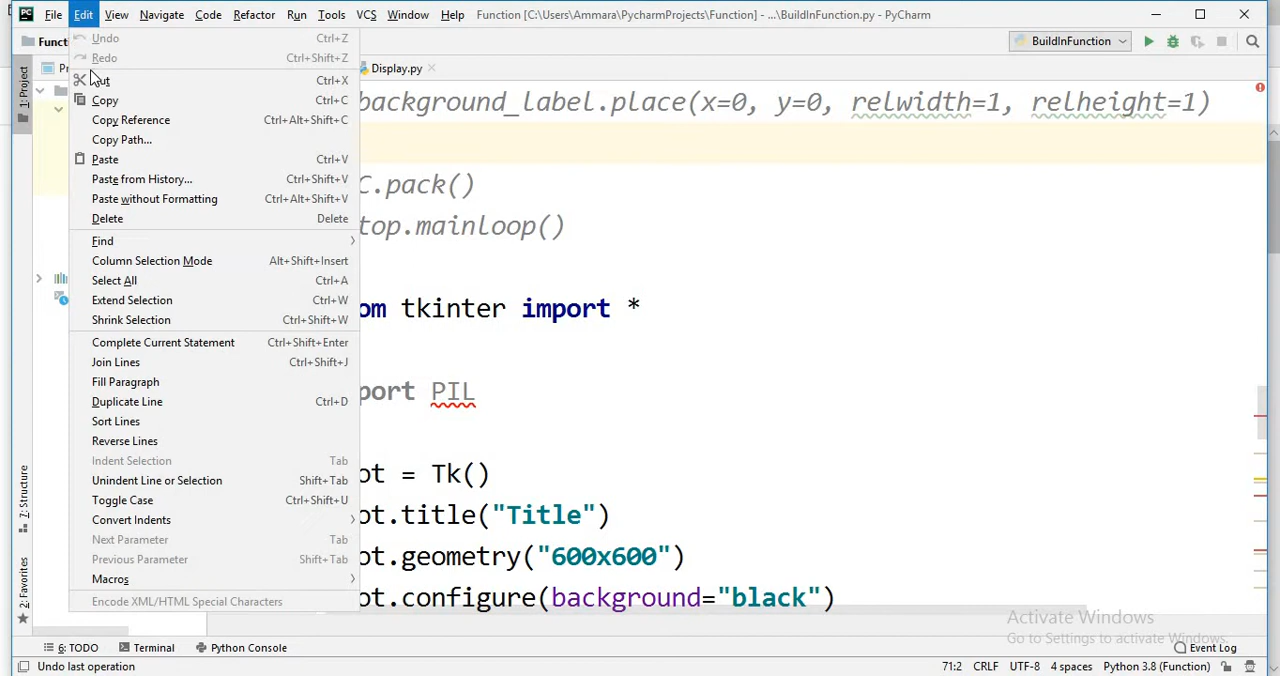 PC File Edit View Navigate Code Refactor Run Tools VCS Window Help Function [C:\Users\Ammara\PycharmProjects\Function] - ...\BuildInFunction.py - PyCharm
BuildInFunction
Display.py
1: Project
7: Structure
2: Favorites
Undo Ctrl+Z
Redo Ctrl+Shift+Z
Ctrl+X
Copy Ctrl+C
Copy Reference Ctrl+Alt+Shift+C
Copy Path...
Paste Ctrl+V
Paste from History... Ctrl+Shift+V
Paste without Formatting Ctrl+Alt+Shift+V
Delete Delete
Find
Column Selection Mode Alt+Shift+Insert
Select All Ctrl+A
Extend Selection Ctrl+W
Shrink Selection Ctrl+Shift+W
Complete Current Statement Ctrl+Shift+Enter
Join Lines Ctrl+Shift+J
Fill Paragraph
Duplicate Line Ctrl+D
Sort Lines
Reverse Lines
Indent Selection Tab
Unindent Line or Selection Shift+Tab
Toggle Case Ctrl+Shift+U
Convert Indents
Next Parameter Tab
Previous Parameter Shift+Tab
Macros
Encode XML/HTML Special Characters
background_label.place(x=0, y=0, relwidth=1, relheight=1)
C.pack()
top.mainloop()
om tkinter import *
port PIL
ot = Tk()
ot.title("Title")
ot.geometry("600x600")
ot.configure(background="black")
Activate Windows
Go to Settings to activate Windows.
6: TODO Terminal Python Console Event Log
Undo last operation 71:2 CRLF UTF-8 4 spaces Python 3.8 (Function)